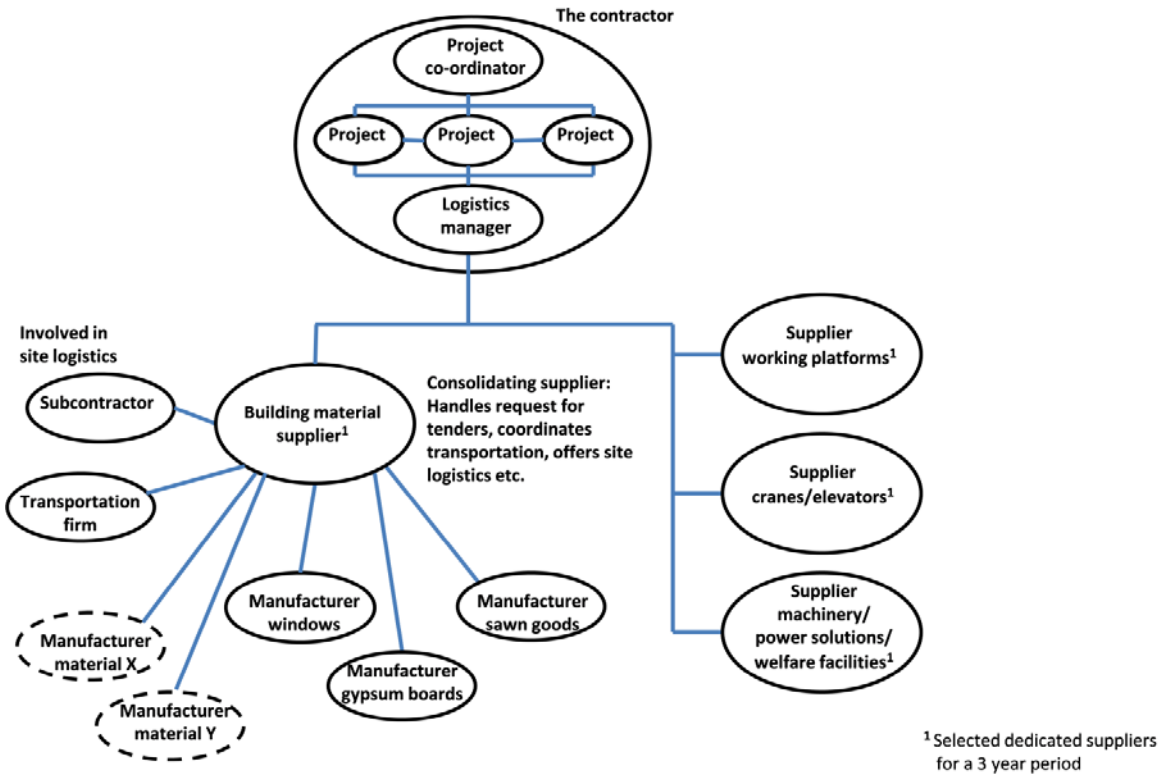 The contractor
Project
co-ordinator
Project
Project
Project
Logistics
manager
Involved in
site logistics
Subcontractor
Building material
supplier¹
Consolidating supplier:
Handles request for
tenders, coordinates
transportation, offers site
logistics etc.
Transportation
firm
Manufacturer
material X
Manufacturer
material Y
Manufacturer
windows
Manufacturer
gypsum boards
Manufacturer
sawn goods
Supplier
working platforms¹
Supplier
cranes/elevators¹
Supplier
machinery/
power solutions/
welfare facilities¹
¹ Selected dedicated suppliers
for a 3 year period